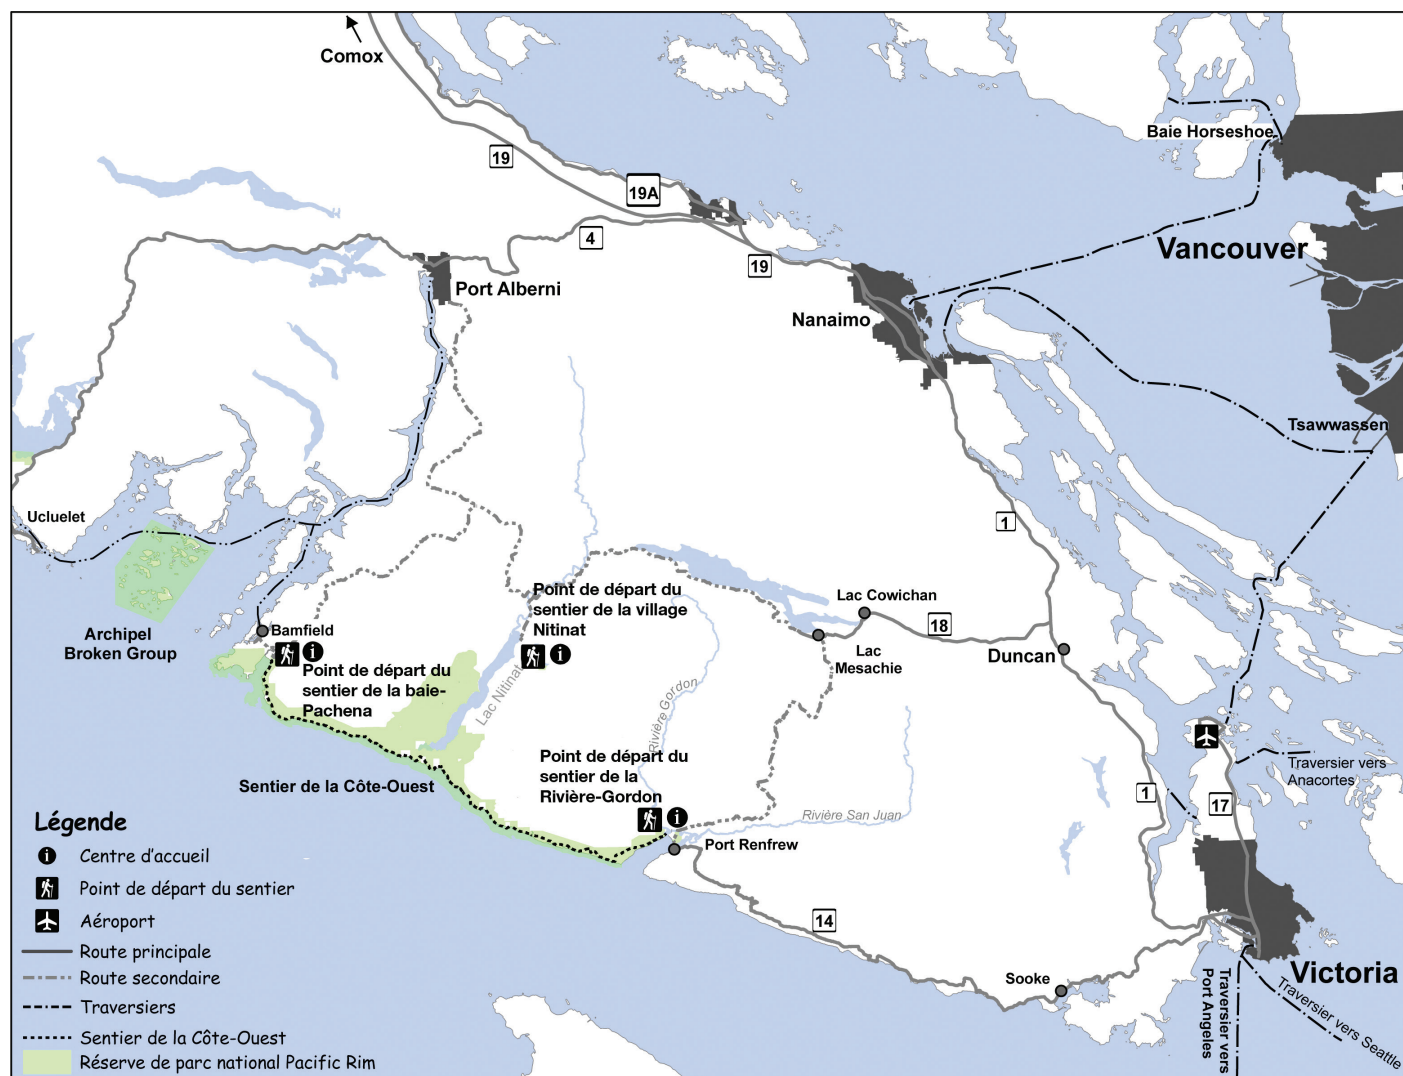 Comox
Baie Horseshoe
19
19A
4
19
Vancouver
Port Alberni
Nanaimo
Tsawwassen
Ucluelet
1
Point de départ du
sentier de la village
Nitinat
Lac Cowichan
18
Archipel
Broken Group
Bamfield
Lac
Mesachie
Duncan
Point de départ du
sentier de la baie-
Pachena
Lac Nitinat
Rivière Gordon
Point de départ du
sentier de la
Rivière-Gordon
Sentier de la Côte-Ouest
Traversier vers
Anacortes
1
17
Rivière San Juan
Port Renfrew
14
Sooke
Victoria
Traversier vers
Port Angeles
Traversier vers Seattle
Légende
i Centre d'accueil
Point de départ du sentier
Aéroport
Route principale
Route secondaire
Traversiers
Sentier de la Côte-Ouest
Réserve de parc national Pacific Rim